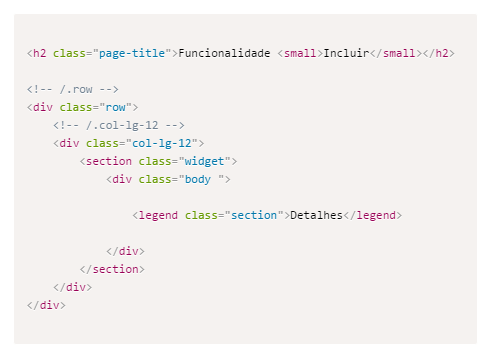 <h2 class="page-title">Funcionalidade <small>Incluir</small></h2>
<!-- /.row -->
<div class="row">
<!-- /.col-lg-12 -->
<div class="col-lg-12">
<section class="widget">
<div class="body ">
<legend class="section">Detalhes</legend>
</div>
</section>
</div>
</div>